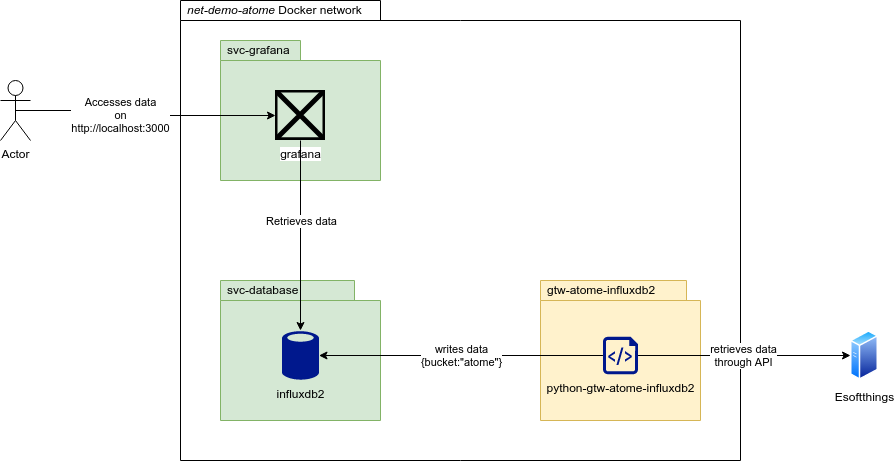 net-demo-atome Docker network
svc-grafana
Accesses data
on
http://localhost:3000
Actor
grafana
Retrieves data
svc-database
gtw-atome-influxdb2
writes data
{bucket:"atome"}
retrieves data
through API
influxdb2
python-gtw-atome-influxdb2
Esoftthings